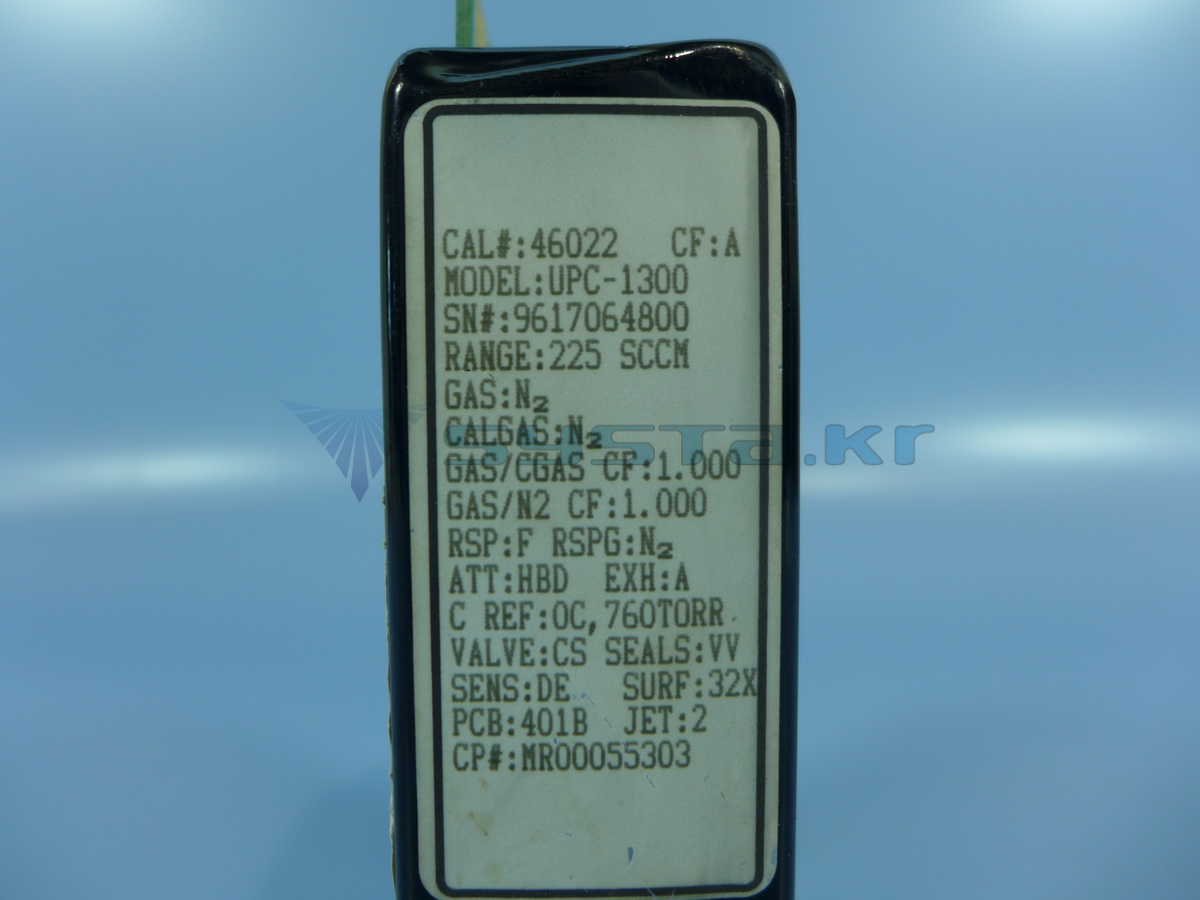 CAL#:46022 CF:A
MODEL:UPC-1300
SN#:9617064800
RANGE:225 SCCM
GAS:N₂
CALGAS:N₂
GAS/CGAS CF:1.000
GAS/N2 CF:1.000
RSP:F RSPG:N₂
ATT:HBD EXH:A
C REF:0C,760TORR
VALVE:CS SEALS:VV
SENS:DE SURF:32X
PCB:401B JET:2
CP#:MR00055303